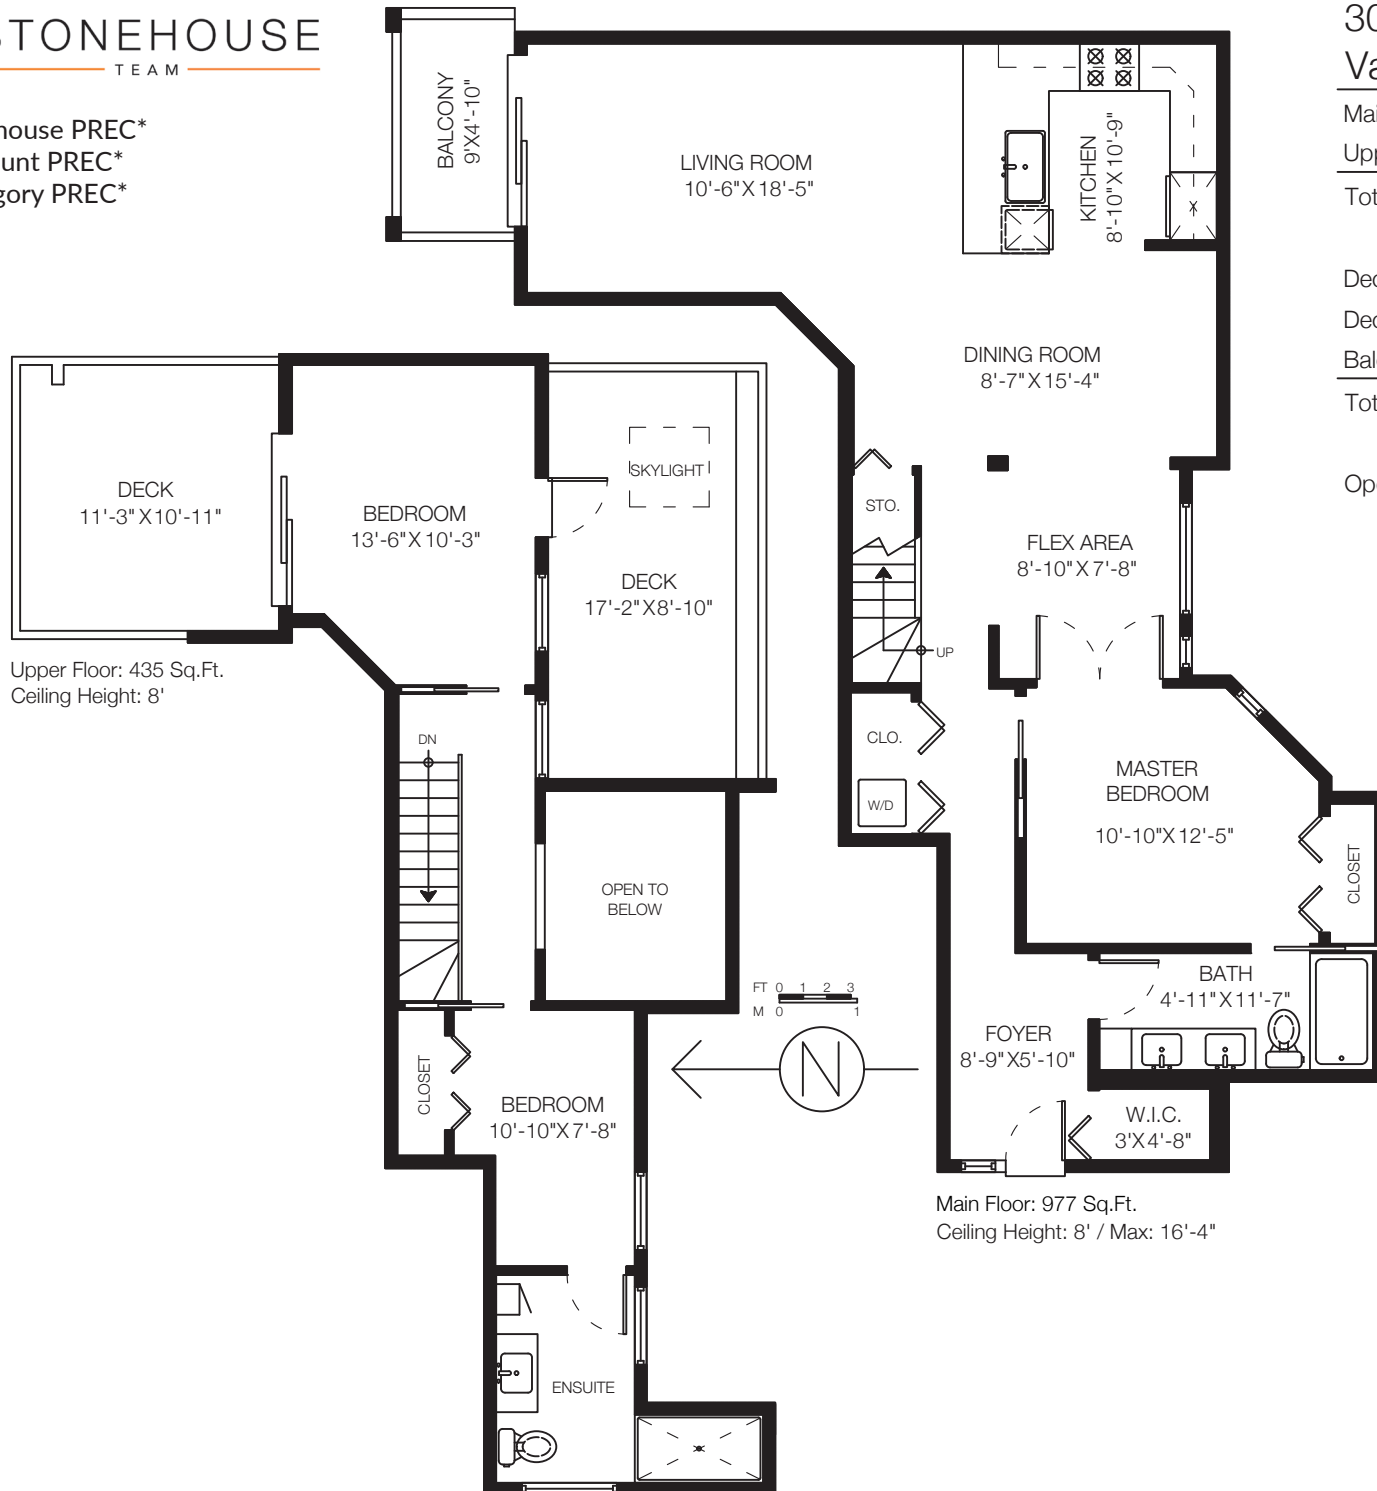 STONEHOUSE
TEAM
PREC*
PREC*
PREC*
BALCONY
9'X4'-10"
LIVING ROOM
10'-6"X18'-5"
KITCHEN
8'-10"X10'-9"
DINING ROOM
8'-7"X15'-4"
STO.
FLEX AREA
8'-10"X7'-8"
UP
CLO.
W/D
MASTER
BEDROOM
10'-10"X12'-5"
CLOSET
BATH
4'-11"X11'-7"
FOYER
8'-9"X5'-10"
W.I.C.
3'X4'-8"
Main Floor: 977 Sq.Ft.
Ceiling Height: 8' / Max: 16'-4"
DECK
11'-3"X10'-11"
BEDROOM
13'-6"X10'-3"
SKYLIGHT
DECK
17'-2"X8'-10"
Upper Floor: 435 Sq.Ft.
Ceiling Height: 8'
DN
OPEN TO
BELOW
FT 0 1 2 3
M 0 1
N
CLOSET
BEDROOM
10'-10"X7'-8"
ENSUITE
30